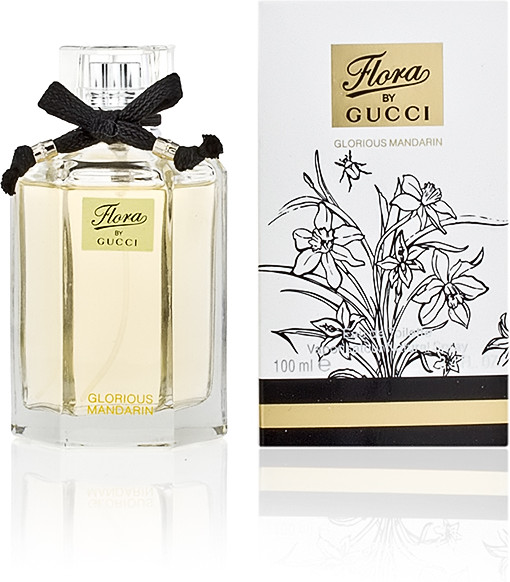 Flora
BY
GUCCI
GLORIOUS
MANDARIN
Flora
BY
GUCCI
GLORIOUS MANDARIN
100 ml e